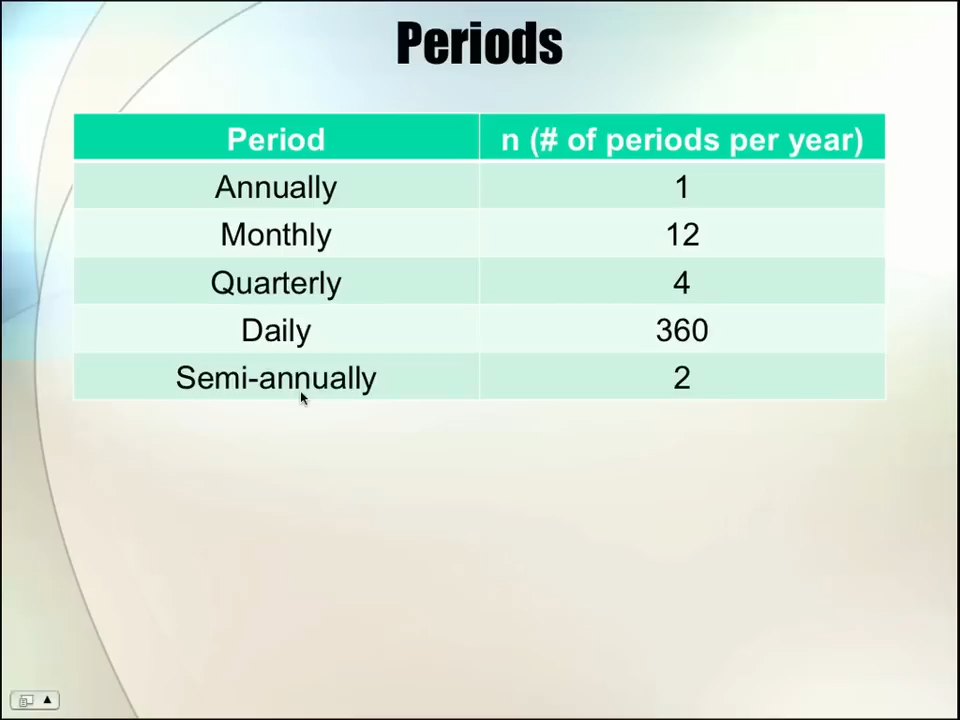 Periods
Period n (# of periods per year)
Annually 1
Monthly 12
Quarterly 4
Daily 360
Semi-annually 2